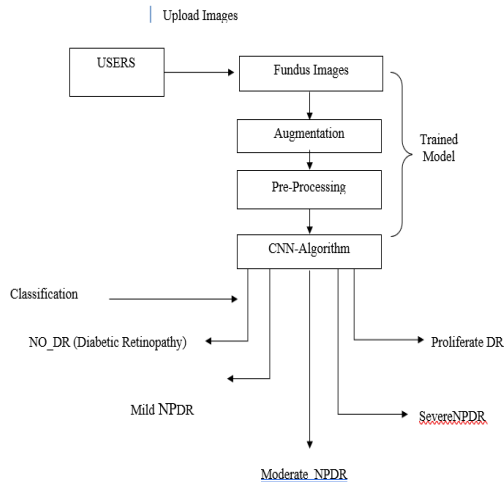 Upload Images
USERS
Fundus Images
Augmentation
Trained
Model
Pre-Processing
CNN-Algorithm
Classification
NO_DR (Diabetic Retinopathy)
Proliferate DR
Mild NPDR
SevereNPDR
Moderate_NPDR